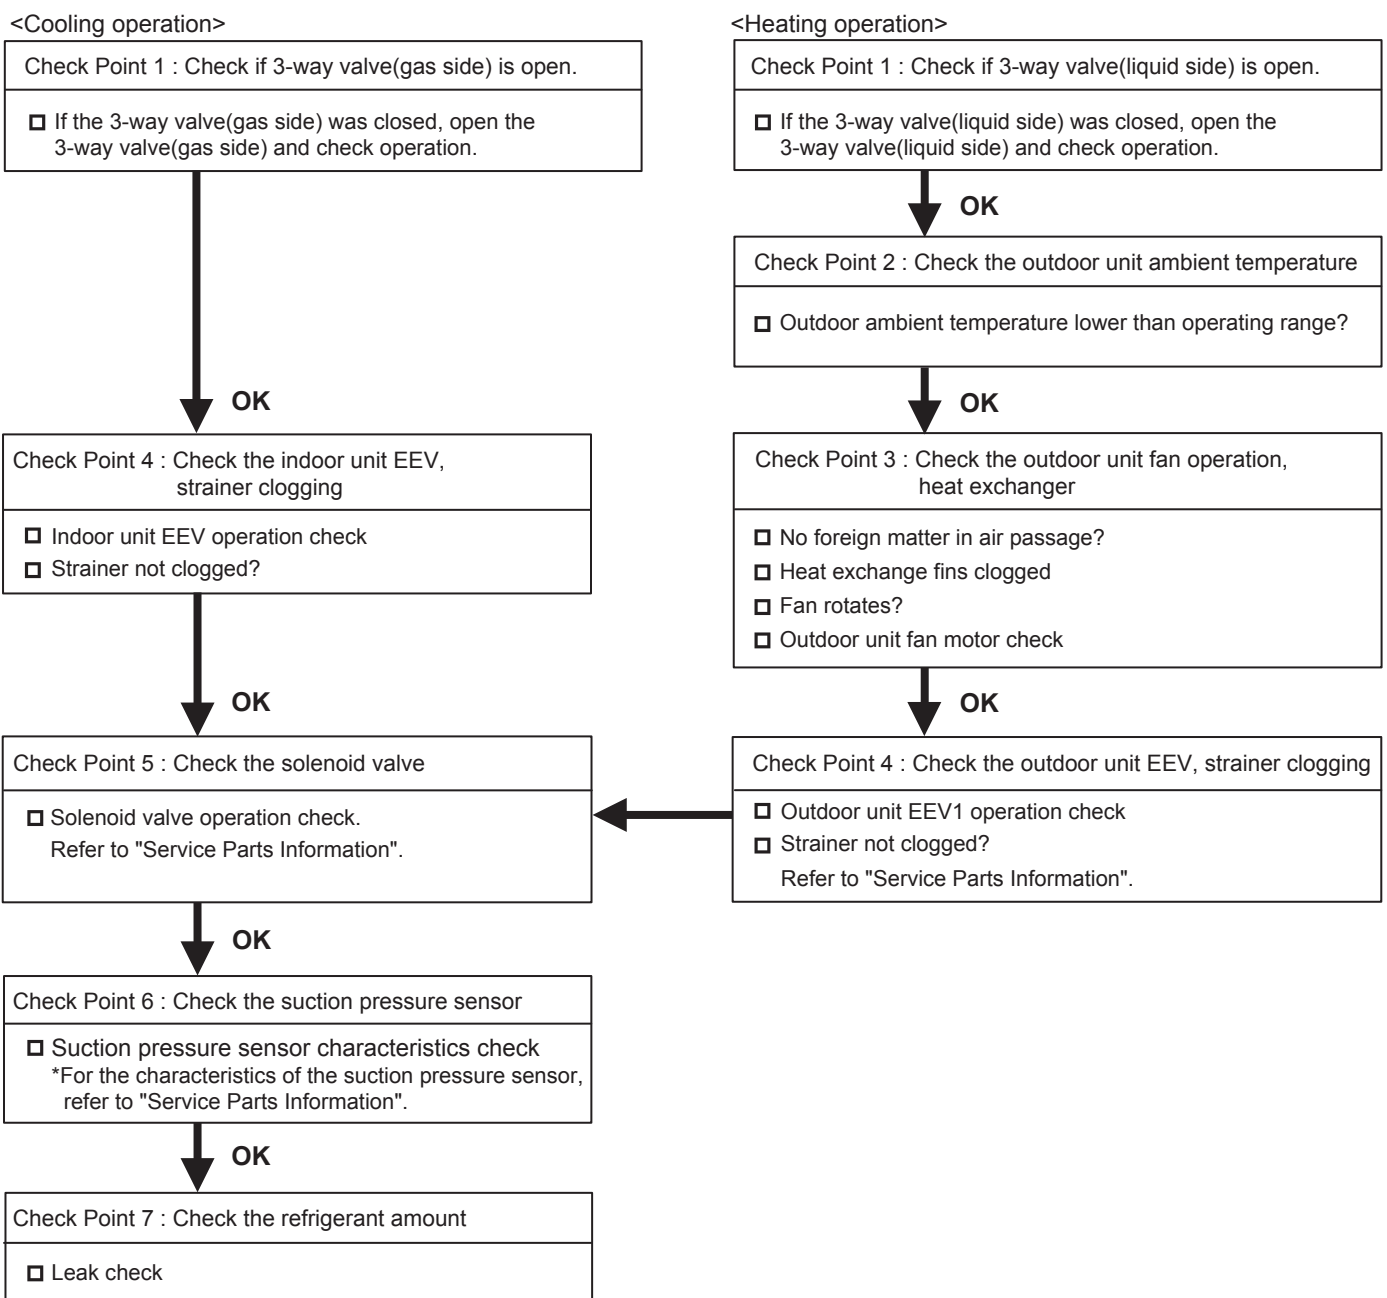 <Cooling operation>
Check Point 1 : Check if 3-way valve(gas side) is open.
If the 3-way valve(gas side) was closed, open the
3-way valve(gas side) and check operation.
OK
Check Point 4 : Check the indoor unit EEV,
strainer clogging
Indoor unit EEV operation check
Strainer not clogged?
OK
Check Point 5 : Check the solenoid valve
Solenoid valve operation check.
Refer to "Service Parts Information".
OK
Check Point 6 : Check the suction pressure sensor
Suction pressure sensor characteristics check
*For the characteristics of the suction pressure sensor,
refer to "Service Parts Information".
OK
Check Point 7 : Check the refrigerant amount
Leak check
<Heating operation>
Check Point 1 : Check if 3-way valve(liquid side) is open.
If the 3-way valve(liquid side) was closed, open the
3-way valve(liquid side) and check operation.
OK
Check Point 2 : Check the outdoor unit ambient temperature
Outdoor ambient temperature lower than operating range?
OK
Check Point 3 : Check the outdoor unit fan operation,
heat exchanger
No foreign matter in air passage?
Heat exchange fins clogged
Fan rotates?
Outdoor unit fan motor check
OK
Check Point 4 : Check the outdoor unit EEV, strainer clogging
Outdoor unit EEV1 operation check
Strainer not clogged?
Refer to "Service Parts Information".